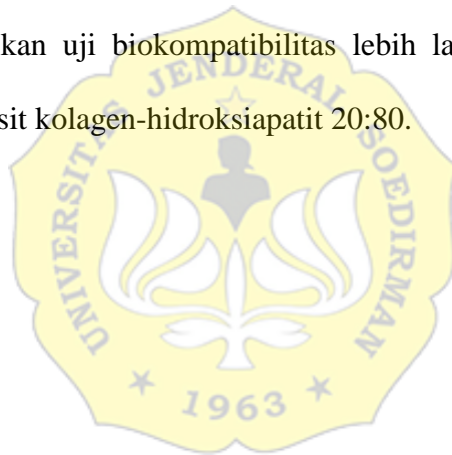 kan uji biokompatibilitas lebih la
sit kolagen-hidroksiapatit 20:80.
UNIVERSITAS JENDERAL SOEDIRMAN
1963